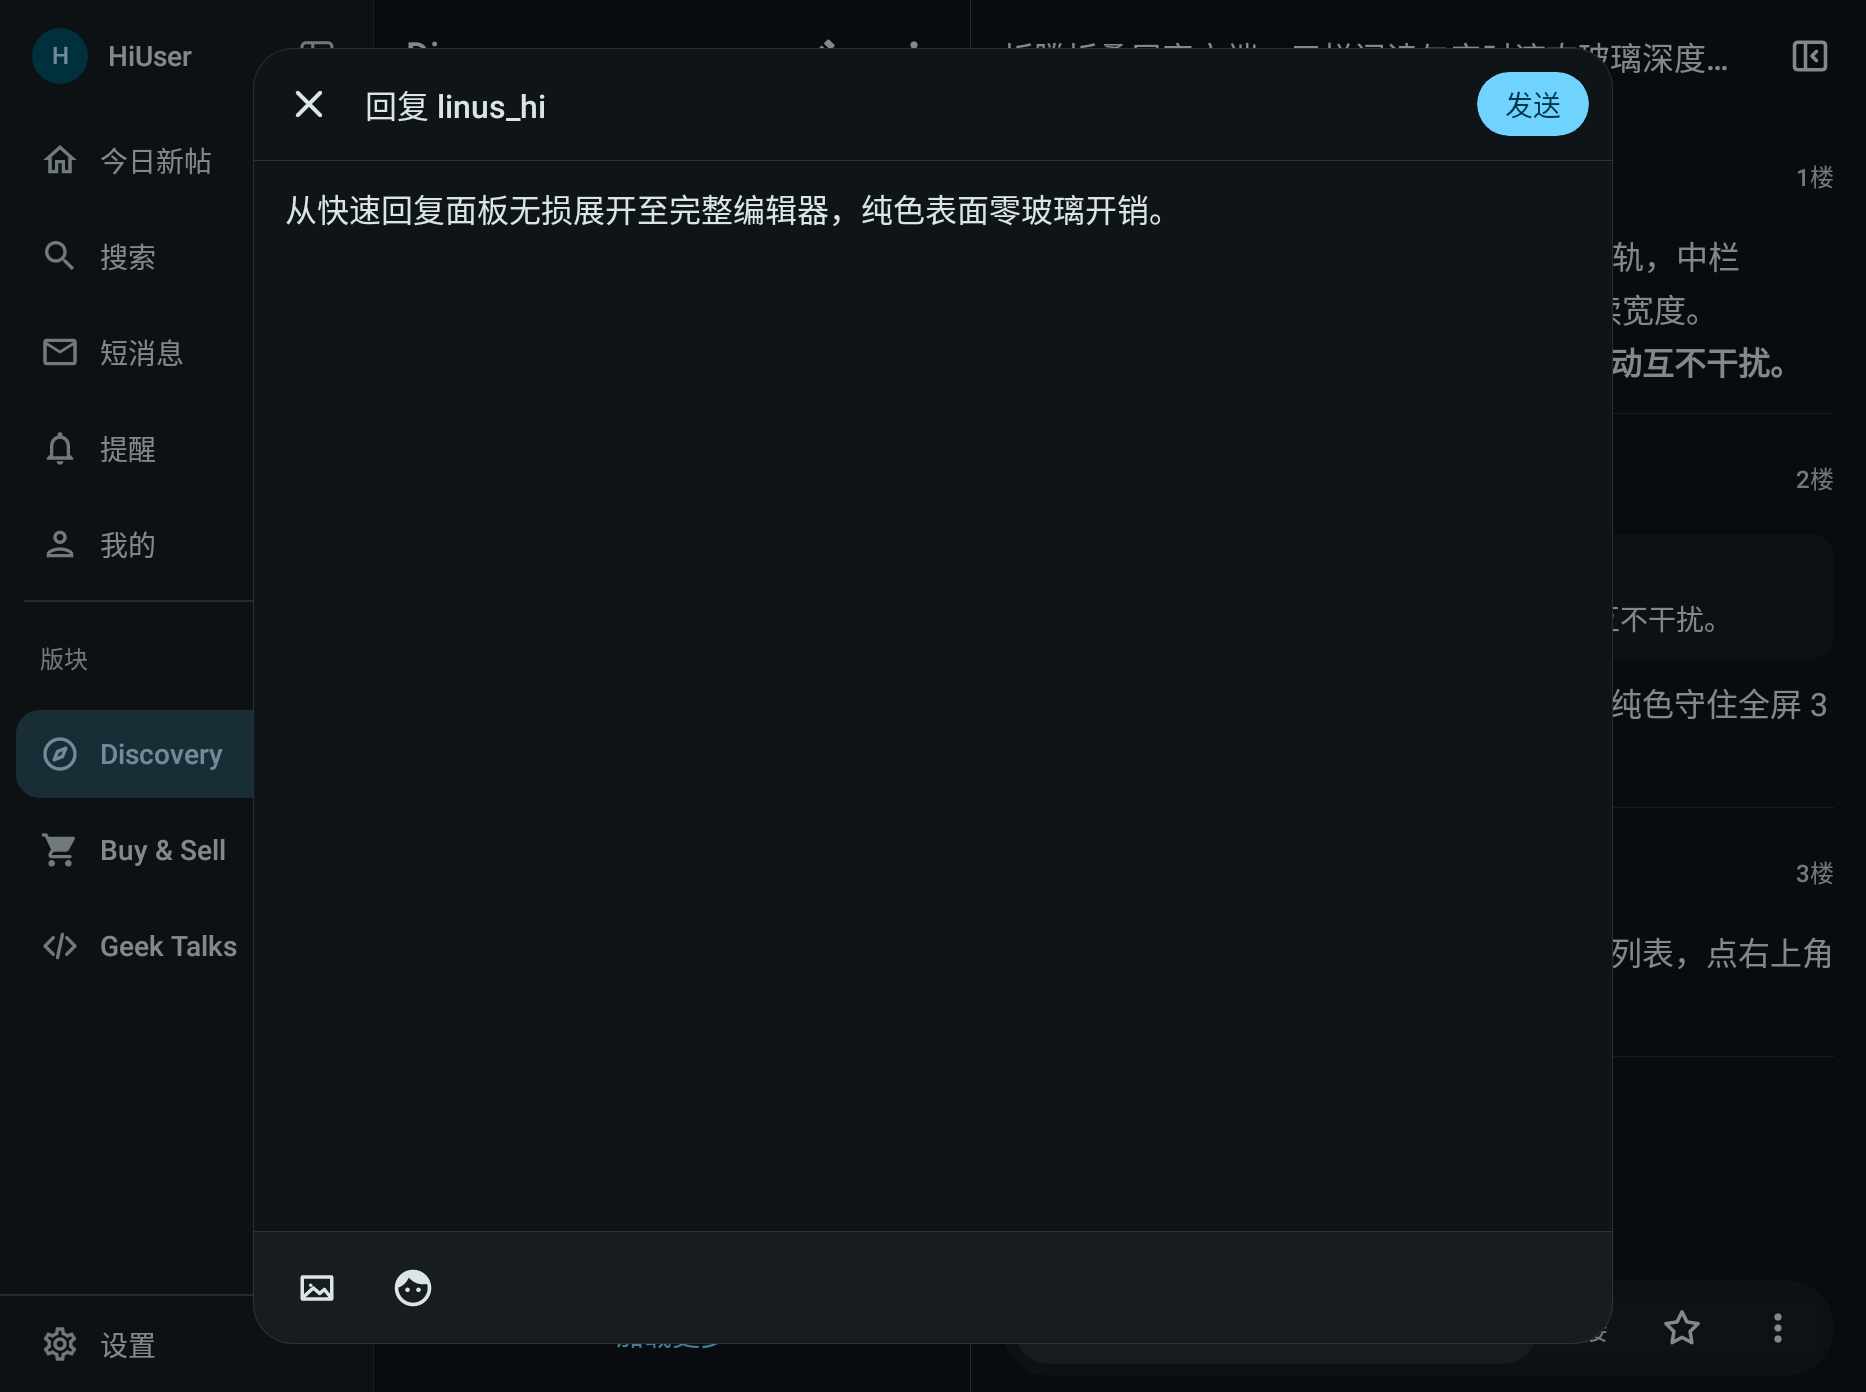 H
HiUser
今日新帖
搜索
短消息
提醒
我的
版块
Discovery
Buy & Sell
Geek Talks
设置
回复 linus_hi
发送
从快速回复面板无损展开至完整编辑器，纯色表面零玻璃开销。
玻璃深度...
1楼
轨，中栏
宽度。
动互不干扰。
2楼
不干扰。
纯色守住全屏 3
3楼
列表，点右上角